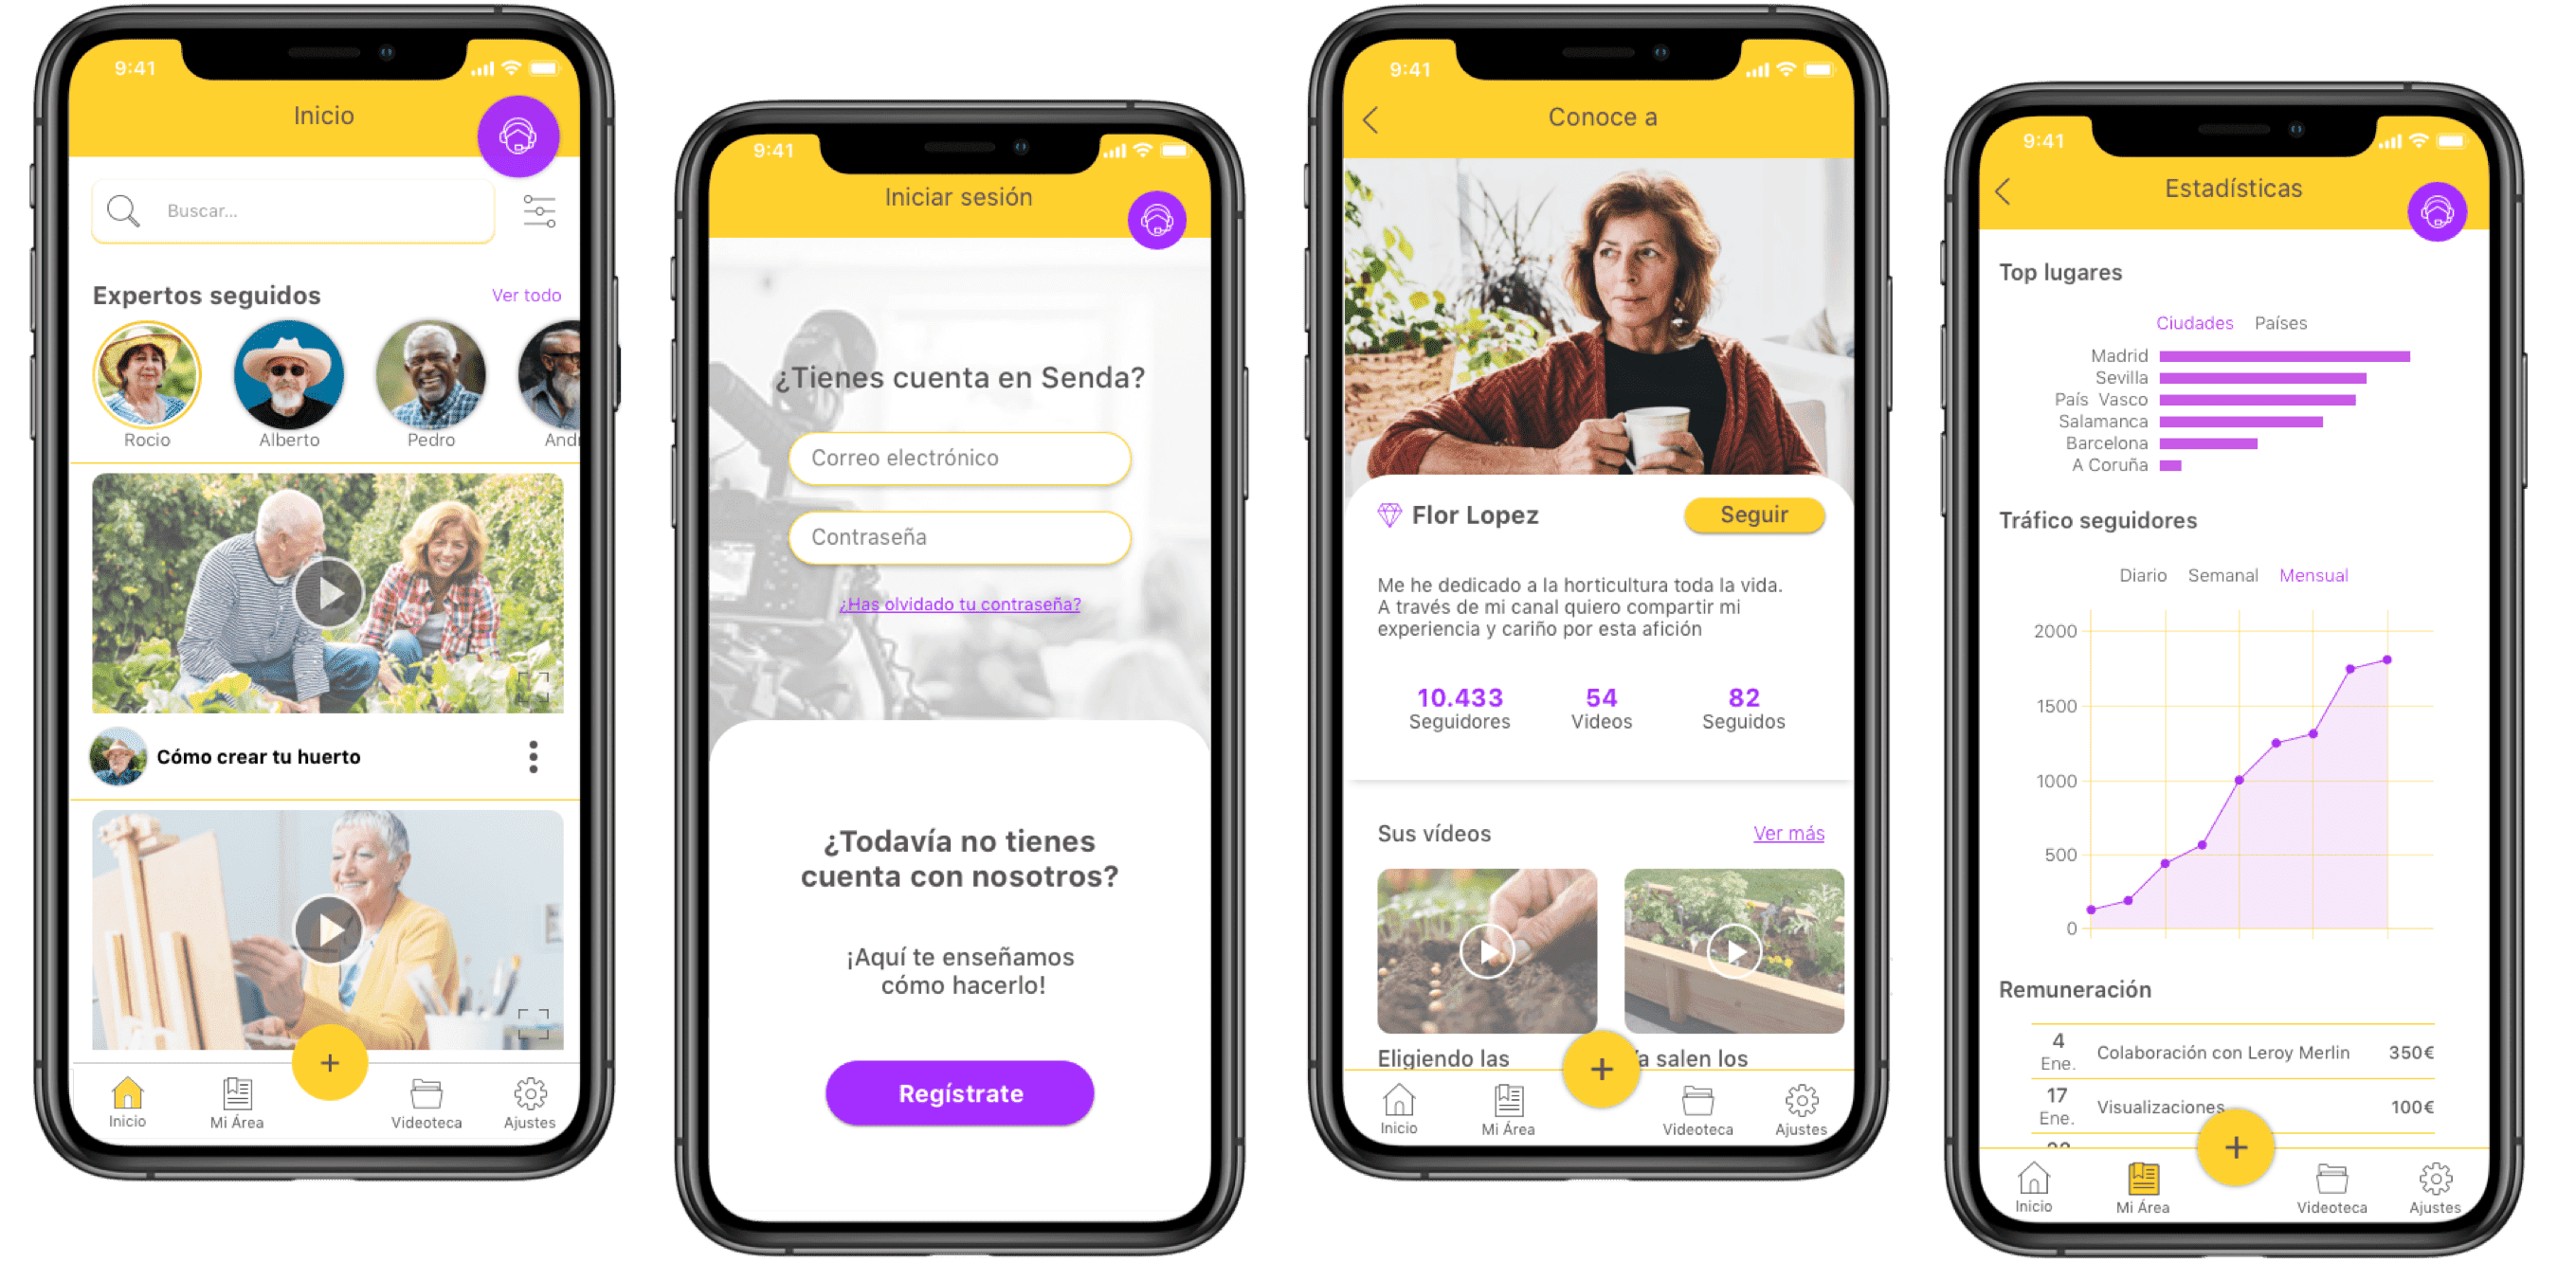 9:41
Inicio
Buscar...
Expertos seguidos
Ver todo
Rocio
Alberto
Pedro
Cómo crear tu huerto
+
Inicio
Mi Área
Videoteca
Ajustes
9:41
Iniciar sesión
¿Tienes cuenta en Senda?
Correo electrónico
Contraseña
¿Has olvidado tu contraseña?
¿Todavía no tienes
cuenta con nosotros?
¡Aquí te enseñamos
cómo hacerlo!
Regístrate
9:41
Conoce a
Flor Lopez
Seguir
Me he dedicado a la horticultura toda la vida.
A través de mi canal quiero compartir mi
experiencia y cariño por esta afición
10.433
Seguidores
54
Videos
82
Seguidos
Sus vídeos
Ver más
Eligiendo las
salen los
+
Inicio
Mi Área
Videoteca
Ajustes
9:41
Estadísticas
Top lugares
Ciudades Países
Madrid
Sevilla
País Vasco
Salamanca
Barcelona
A Coruña
Tráfico seguidores
Diario Semanal Mensual
2000
1500
1000
500
0
Remuneración
4 Ene. Colaboración con Leroy Merlin 350€
17 Ene. Visualizaciones 100€
+
Inicio
Mi Área
Videoteca
Ajustes